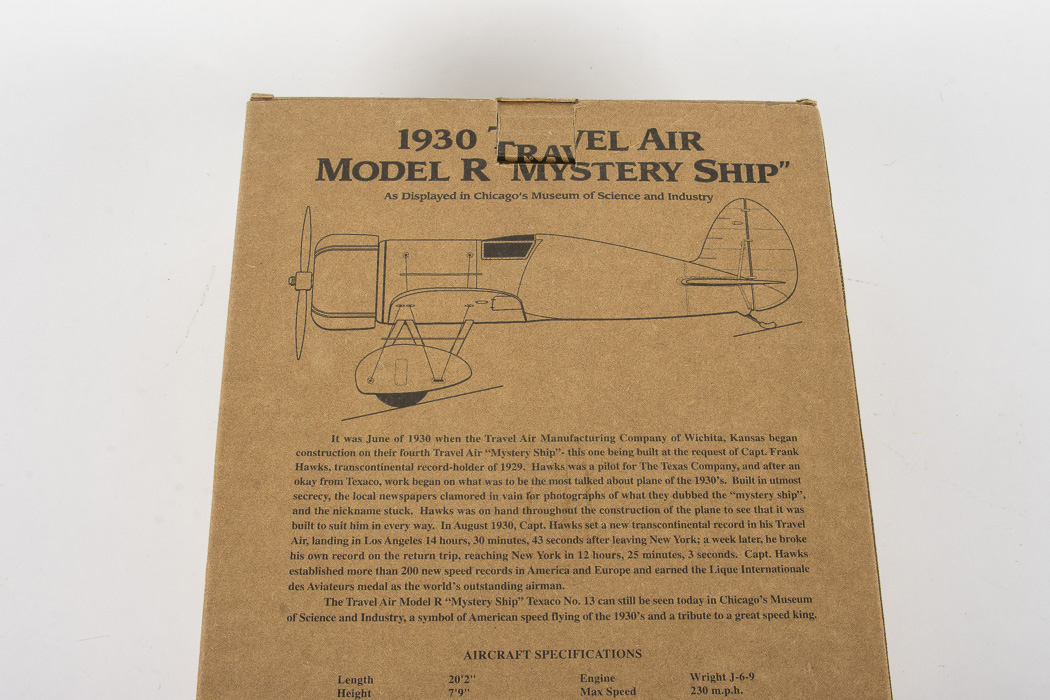 1930 TRAVEL AIR
MODEL R "MYSTERY SHIP"
As Displayed in Chicago's Museum of Science and Industry
It was June of 1930 when the Travel Air Manufacturing Company of Wichita, Kansas began
construction on their fourth Travel Air "Mystery Ship"- this one being built at the request of Capt. Frank
Hawks, transcontinental record-holder of 1929. Hawks was a pilot for The Texas Company, and after an
okay from Texaco, work began on what was to be the most talked about plane of the 1930's. Built in utmost
secrecy, the local newspapers clamored in vain for photographs of what they dubbed the "mystery ship",
and the nickname stuck. Hawks was on hand throughout the construction of the plane to see that it was
built to suit him in every way. In August 1930, Capt. Hawks set a new transcontinental record in his Travel
Air, landing in Los Angeles 14 hours, 30 minutes, 43 seconds after leaving New York; a week later, he broke
his own record on the return trip, reaching New York in 12 hours, 25 minutes, 3 seconds. Capt. Hawks
established more than 200 new speed records in America and Europe and earned the Lique Internationale
des Aviateurs medal as the world's outstanding airman.
The Travel Air Model R "Mystery Ship" Texaco No. 13 can still be seen today in Chicago's Museum
of Science and Industry, a symbol of American speed flying of the 1930's and a tribute to a great speed king.
AIRCRAFT SPECIFICATIONS
Length 20'2" Engine Wright J-6-9
Height 7'9" Max Speed 230 m.p.h.